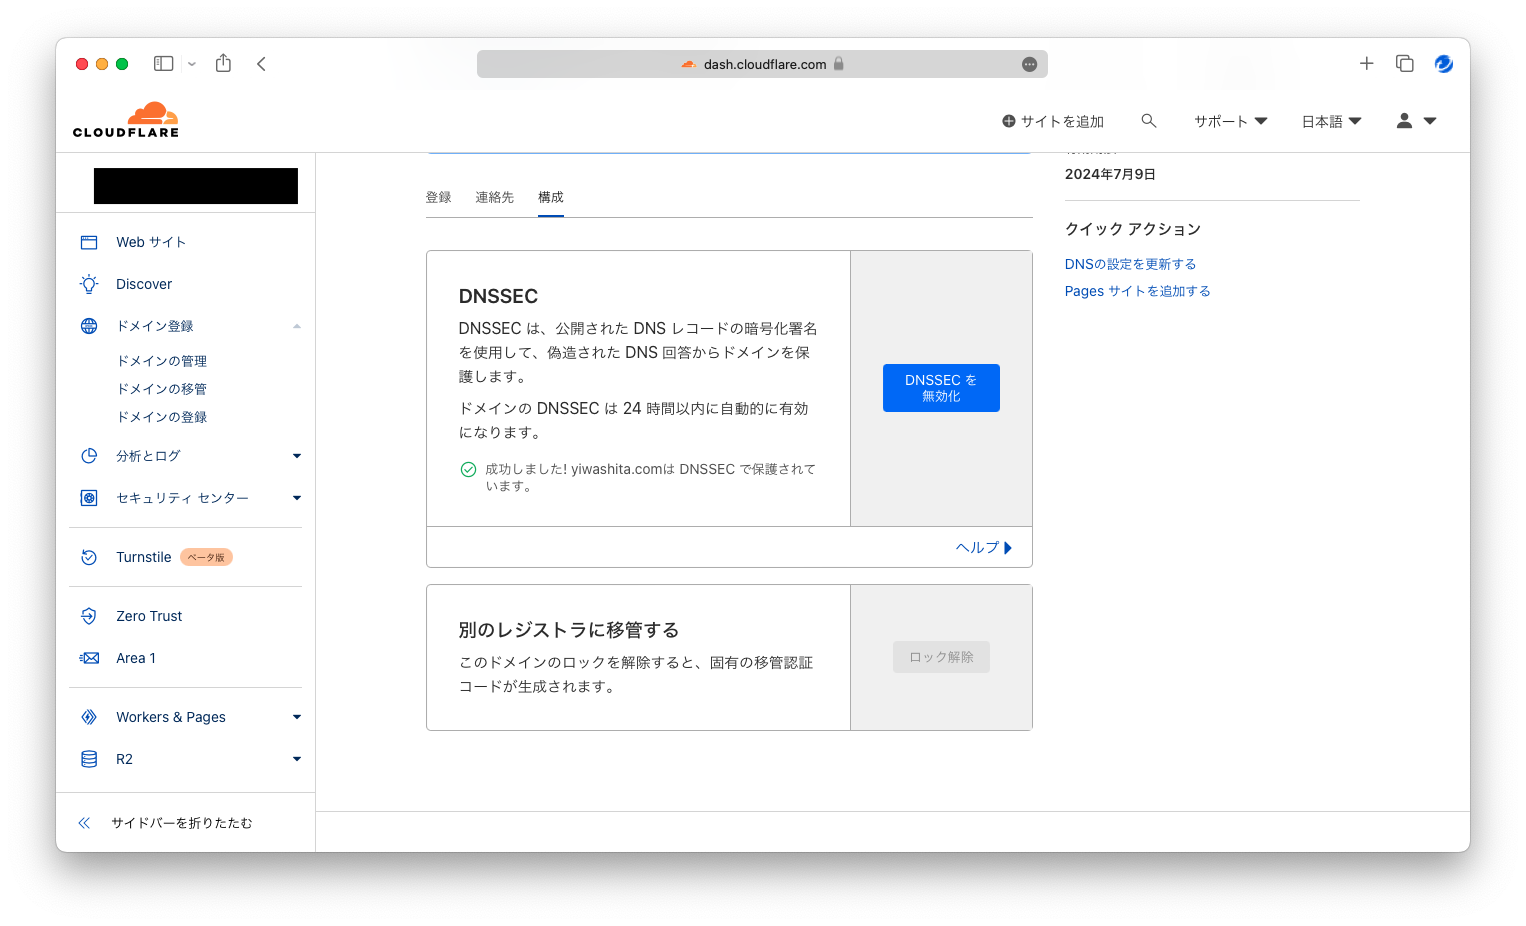 dash.cloudflare.com
CLOUDFLARE
サイトを追加
サポート
日本語
Web サイト
Discover
ドメイン登録
ドメインの管理
ドメインの移管
ドメインの登録
分析とログ
セキュリティ センター
Turnstile ベータ版
Zero Trust
Area 1
Workers & Pages
R2
サイドバーを折りたたむ
登録 連絡先 構成
DNSSEC
DNSSEC は、公開された DNS レコードの暗号化署名
を使用して、偽造された DNS 回答からドメインを保
護します。
ドメインの DNSSEC は 24 時間以内に自動的に有効
になります。
成功しました! yiwashita.comは DNSSEC で保護されて
います。
DNSSEC を
無効化
ヘルプ
別のレジストラに移管する
このドメインのロックを解除すると、固有の移管認証
コードが生成されます。
ロック解除
2024年7月9日
クイック アクション
DNSの設定を更新する
Pages サイトを追加する